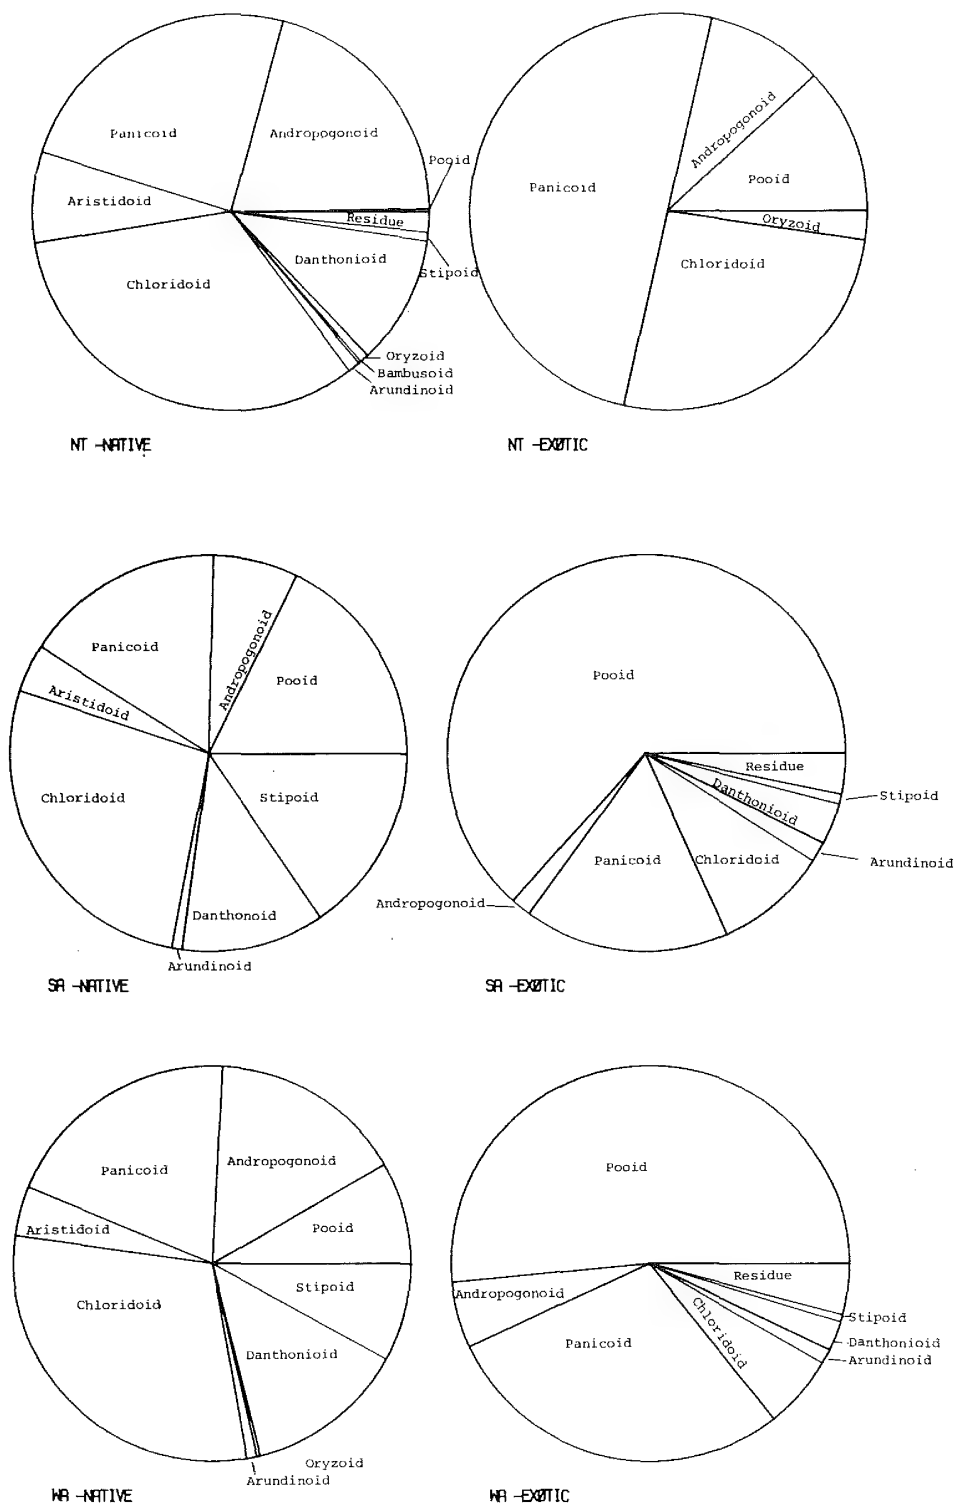 Panicoid
Andropogonoid
Pooid
Aristidoid
Residue
Danthonioid
Stipoid
Chloridoid
Oryzoid
Bambusoid
Arundinoid
NT -NATIVE
Andropogonoid
Panicoid
Pooid
Oryzoid
Chloridoid
NT -EXOTIC
Panicoid
Andropogonoid
Pooid
Aristidoid
Chloridoid
Stipoid
Danthonoid
Arundinoid
SA -NATIVE
Pooid
Residue
Stipoid
Danthonioid
Arundinoid
Panicoid
Chloridoid
Andropogonoid
SA -EXOTIC
Panicoid
Andropogonoid
Aristidoid
Pooid
Stipoid
Chloridoid
Danthonioid
Oryzoid
Arundinoid
WA -NATIVE
Pooid
Residue
Andropogonoid
Stipoid
Chloridoid
Panicoid
Danthonioid
Arundinoid
WA -EXOTIC